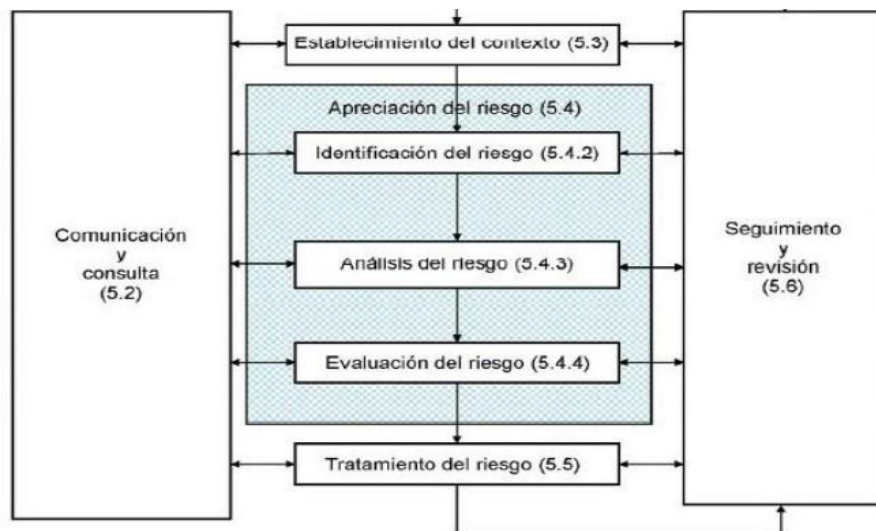 Establecimiento del contexto (5.3)
Apreciación del riesgo (5.4)
Identificación del riesgo (5.4.2)
Comunicación
y
consulta
(5.2)
Análisis del riesgo (5.4.3)
Seguimiento
y
revisión
(5.6)
Evaluación del riesgo (5.4.4)
Tratamiento del riesgo (5.5)